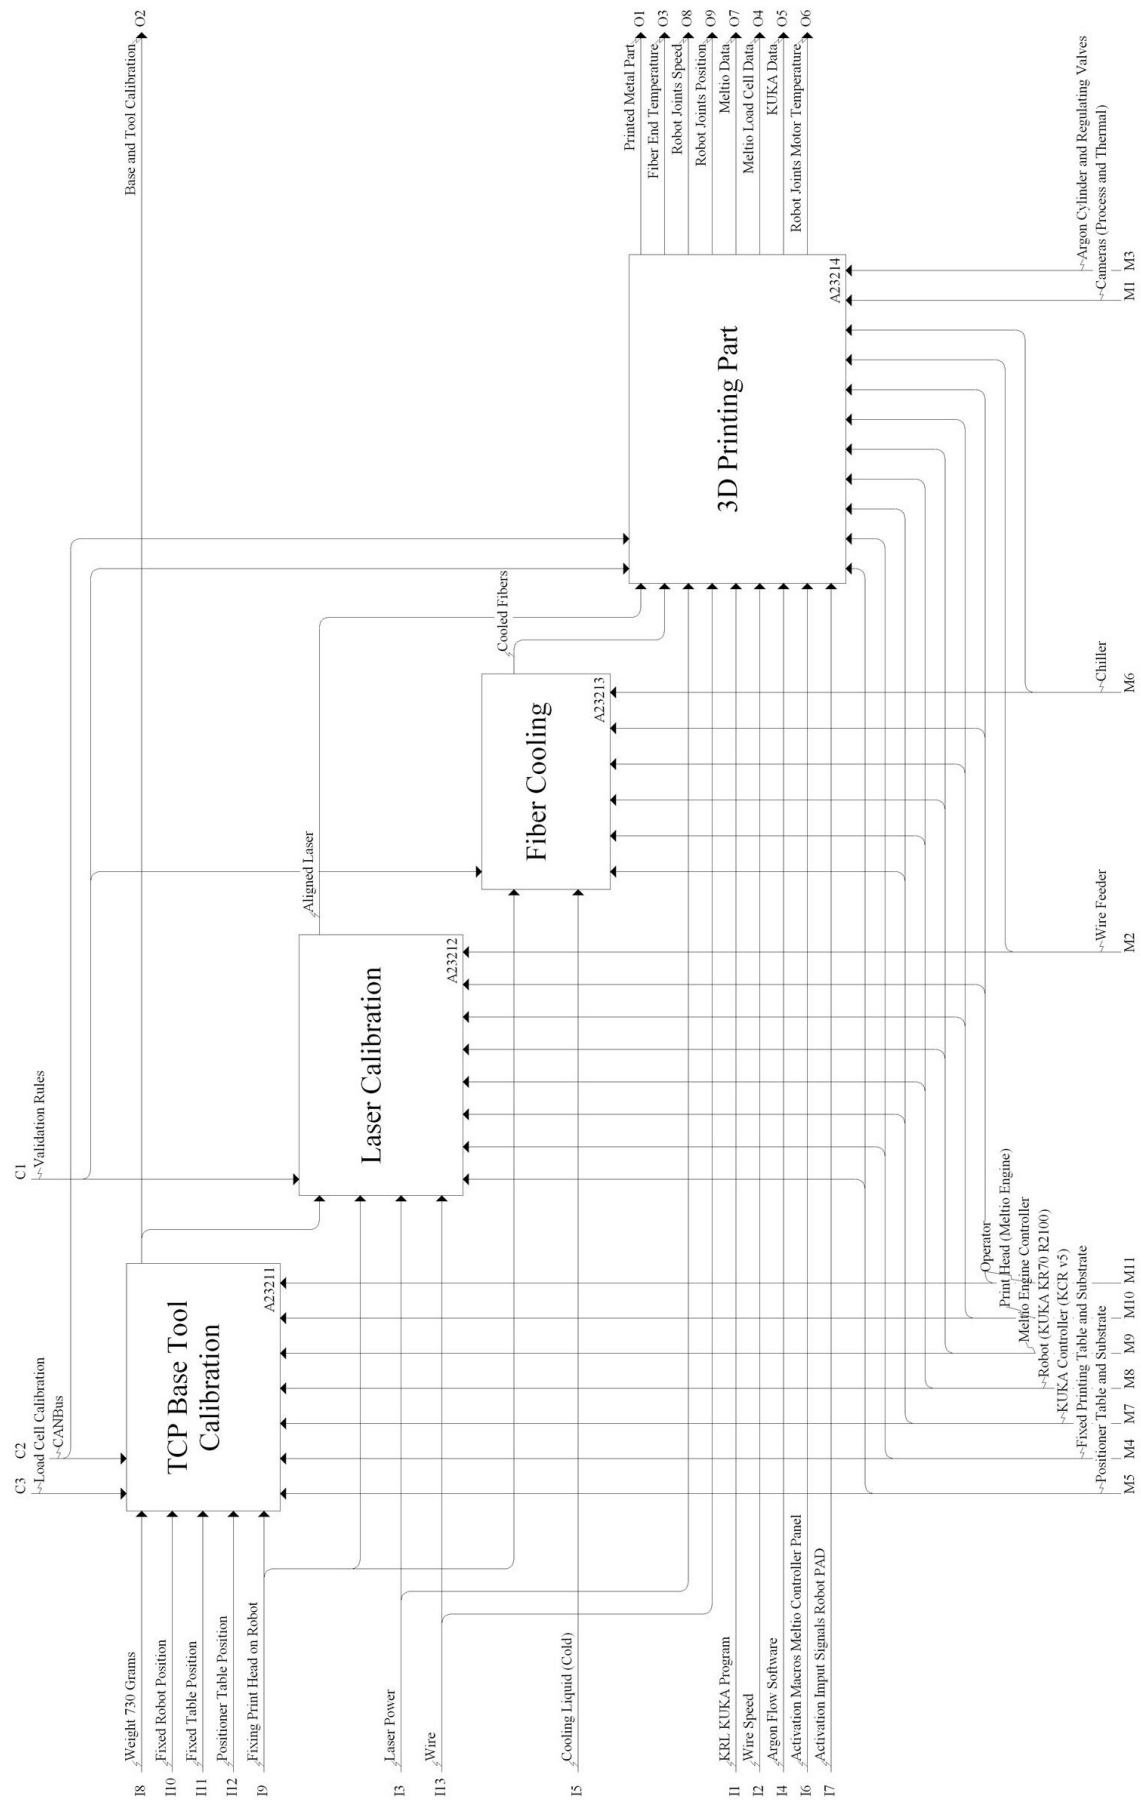 C3
Load Cell Calibration
C2
CANBus
C1
Validation Rules
I8
Weight 730 Grams
I10
Fixed Robot Position
I11
Fixed Table Position
I12
Positioner Table Position
I9
Fixing Print Head on Robot
I3
Laser Power
I13
Wire
I5
Cooling Liquid (Cold)
I1
KRL KUKA Program
I2
Wire Speed
I4
Argon Flow Software
I6
Activation Macros Meltio Controller Panel
I7
Activation Input Signals Robot PAD
TCP Base Tool
Calibration
A23211
Laser Calibration
A23212
Aligned Laser
Fiber Cooling
A23213
Cooled Fibers
3D Printing Part
A23214
Base and Tool Calibration
O2
Printed Metal Part
O1
Fiber End Temperature
O3
Robot Joints Speed
O8
Robot Joints Position
O9
Meltio Data
O7
Meltio Load Cell Data
O4
KUKA Data
O5
Robot Joints Motor Temperature
O6
Operator
Print Head (Meltio Engine)
Meltio Engine Controller
Robot (KUKA KR70 R2100)
KUKA Controller (KCR v5)
Fixed Printing Table and Substrate
Positioner Table and Substrate
Wire Feeder
Chiller
Argon Cylinder and Regulating Valves
Cameras (Process and Thermal)
M5
M4
M7
M8
M9
M10
M11
M2
M6
M1
M3